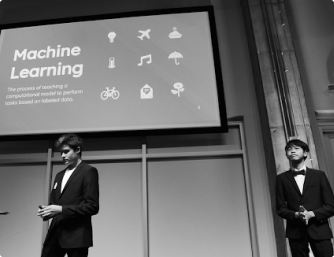 Machine
Learning
The process of teaching a
computational model to perform
tasks based on labeled data.